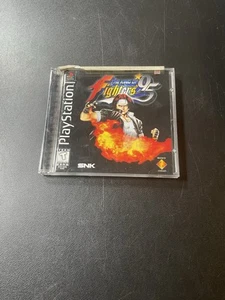 THE KING OF
Fighters '95
PlayStation
SNK